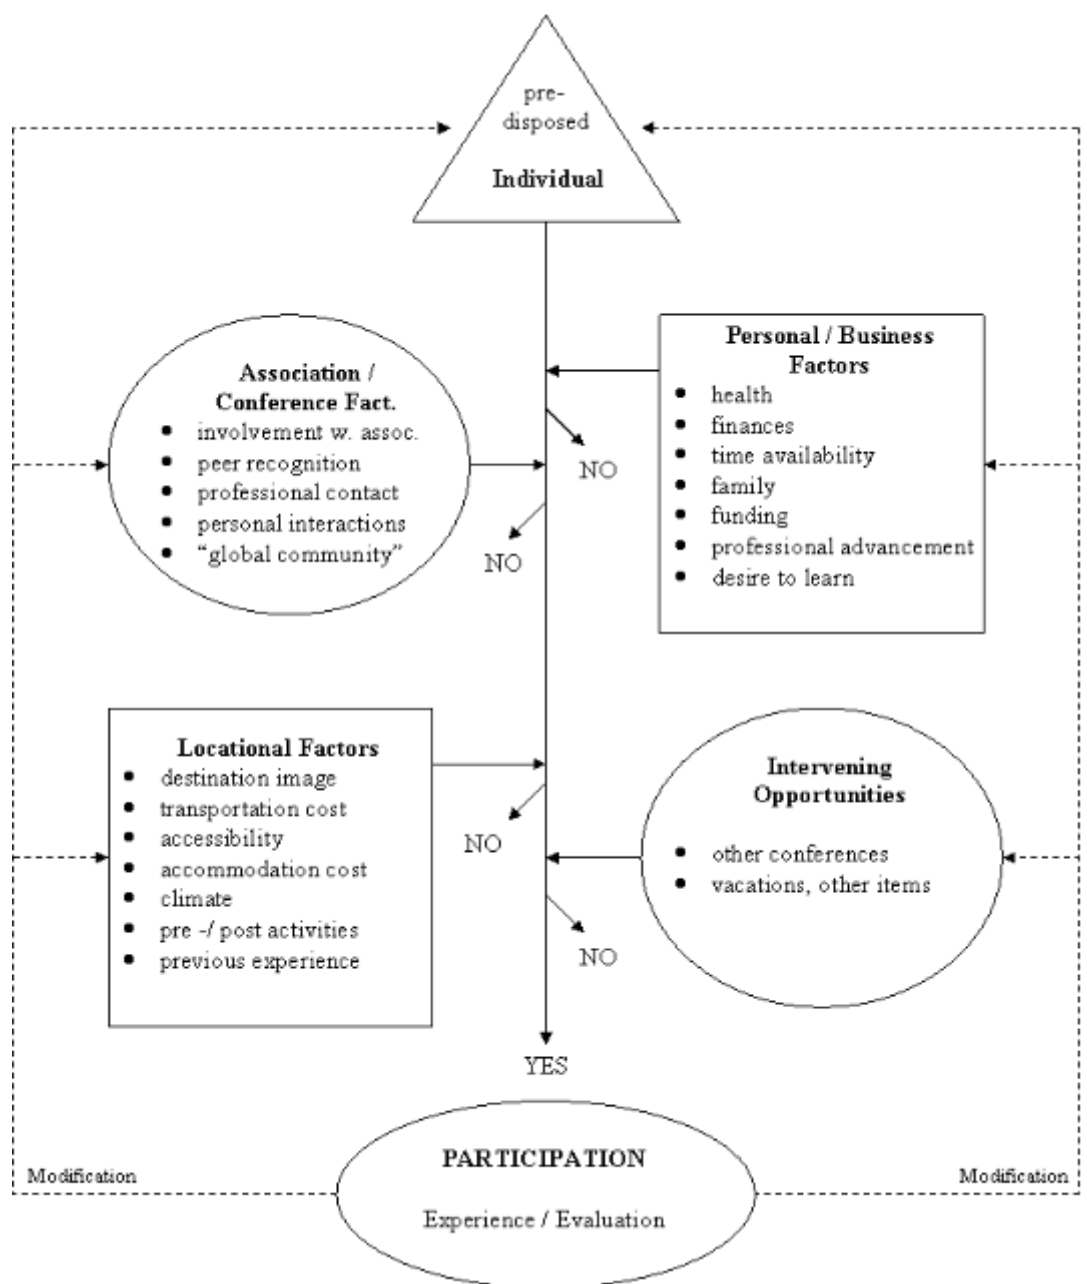 pre-
disposed
Individual
Personal / Business
Factors
• health
• finances
• time availability
• family
• funding
• professional advancement
• desire to learn
Association /
Conference Fact.
• involvement w. assoc.
• peer recognition
• professional contact
• personal interactions
• “global community”
NO
NO
Locational Factors
• destination image
• transportation cost
• accessibility
• accommodation cost
• climate
• pre -/ post activities
• previous experience
Intervening
Opportunities
• other conferences
• vacations, other items
NO
NO
YES
PARTICIPATION
Experience / Evaluation
Modification
Modification